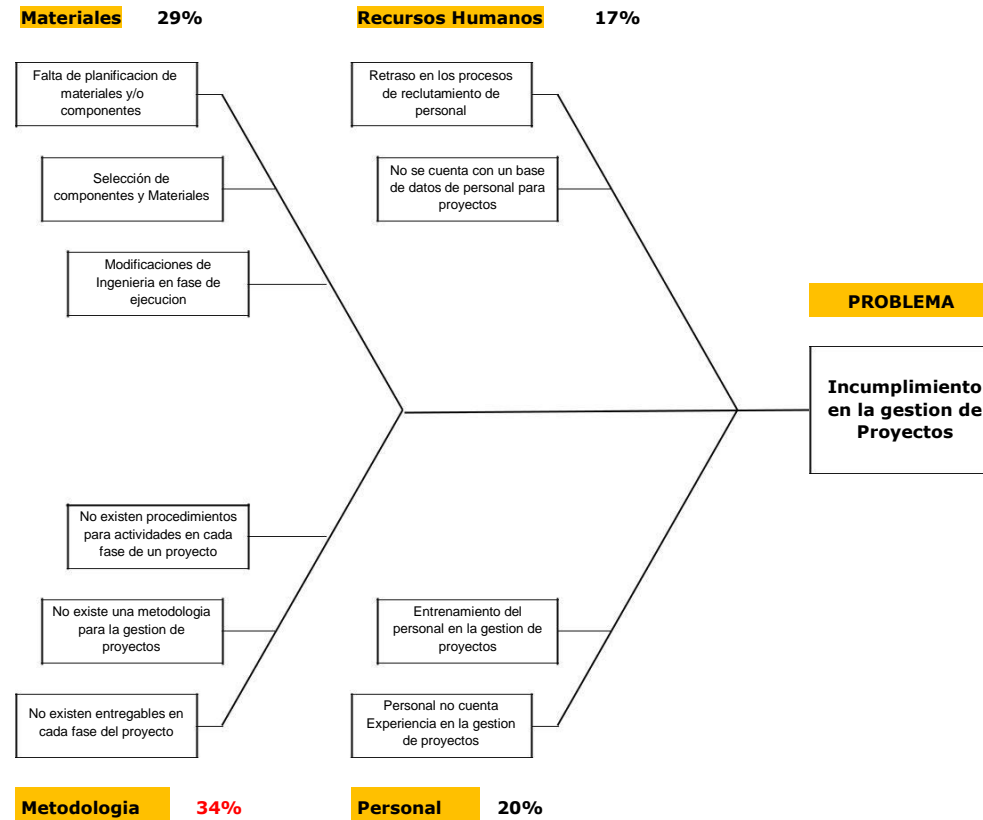 Materiales 29%
Recursos Humanos 17%
Falta de planificacion de
materiales y/o
componentes
Retraso en los procesos
de reclutamiento de
personal
Selección de
componentes y Materiales
No se cuenta con un base
de datos de personal para
proyectos
Modificaciones de
Ingenieria en fase de
ejecucion
PROBLEMA
Incumplimiento
en la gestion de
Proyectos
No existen procedimientos
para actividades en cada
fase de un proyecto
No existe una metodologia
para la gestion de
proyectos
Entrenamiento del
personal en la gestion de
proyectos
No existen entregables en
cada fase del proyecto
Personal no cuenta
Experiencia en la gestion
de proyectos
Metodologia 34%
Personal 20%